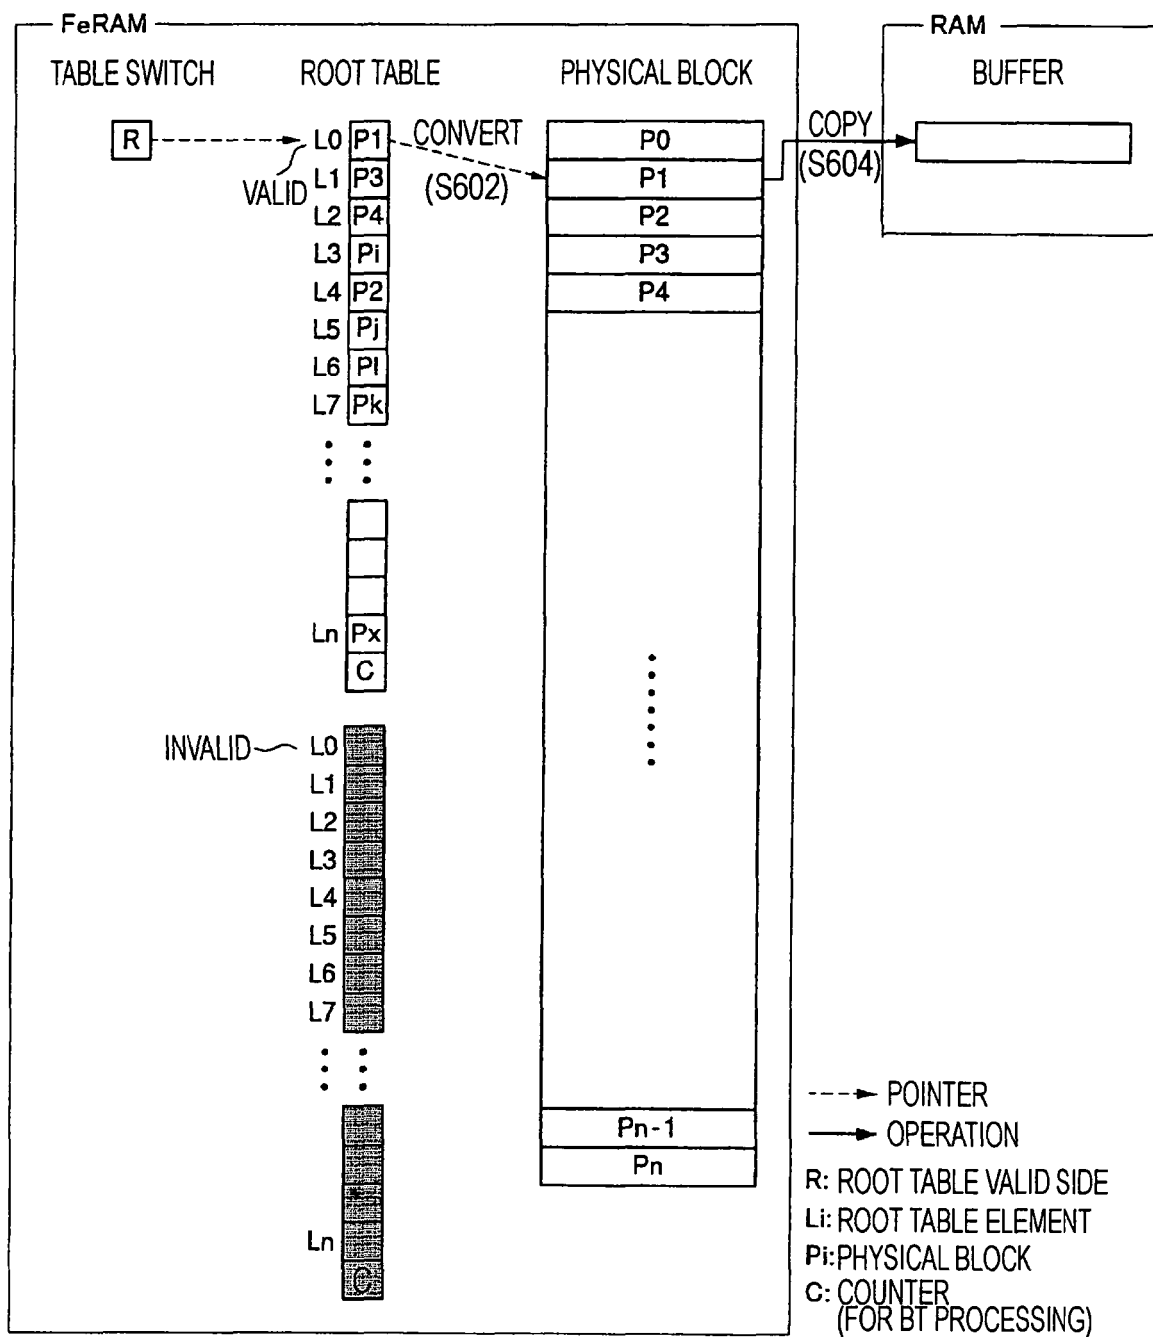 FeRAM
RAM
TABLE SWITCH
ROOT TABLE
PHYSICAL BLOCK
BUFFER
R
L0 P1
CONVERT
(S602)
P0
COPY
(S604)
VALID
L1 P3
P1
L2 P4
P2
L3 Pi
P3
L4 P2
P4
L5 Pj
L6 Pl
L7 Pk
Ln Px
C
INVALID
L0
L1
L2
L3
L4
L5
L6
L7
Ln
C
Pn-1
Pn
POINTER
OPERATION
R: ROOT TABLE VALID SIDE
Li: ROOT TABLE ELEMENT
Pi: PHYSICAL BLOCK
C: COUNTER
(FOR BT PROCESSING)